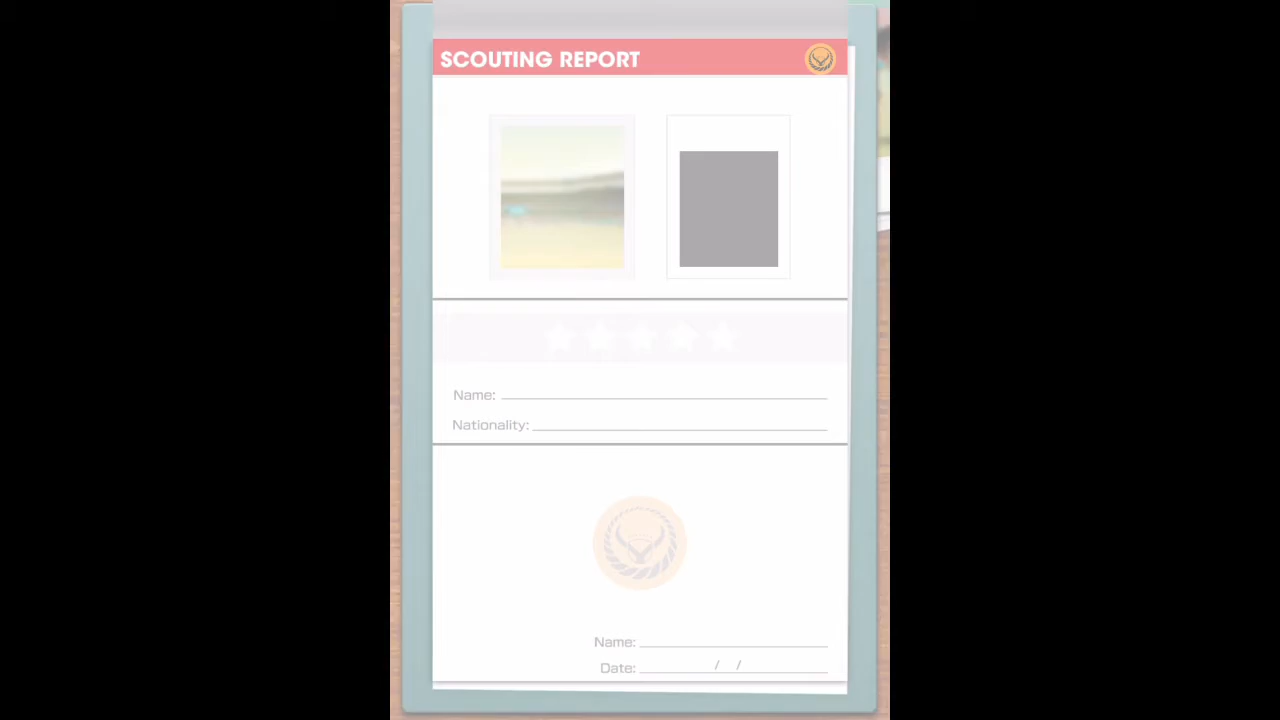 SCOUTING REPORT
Name:
Nationality:
Name:
Date: / /